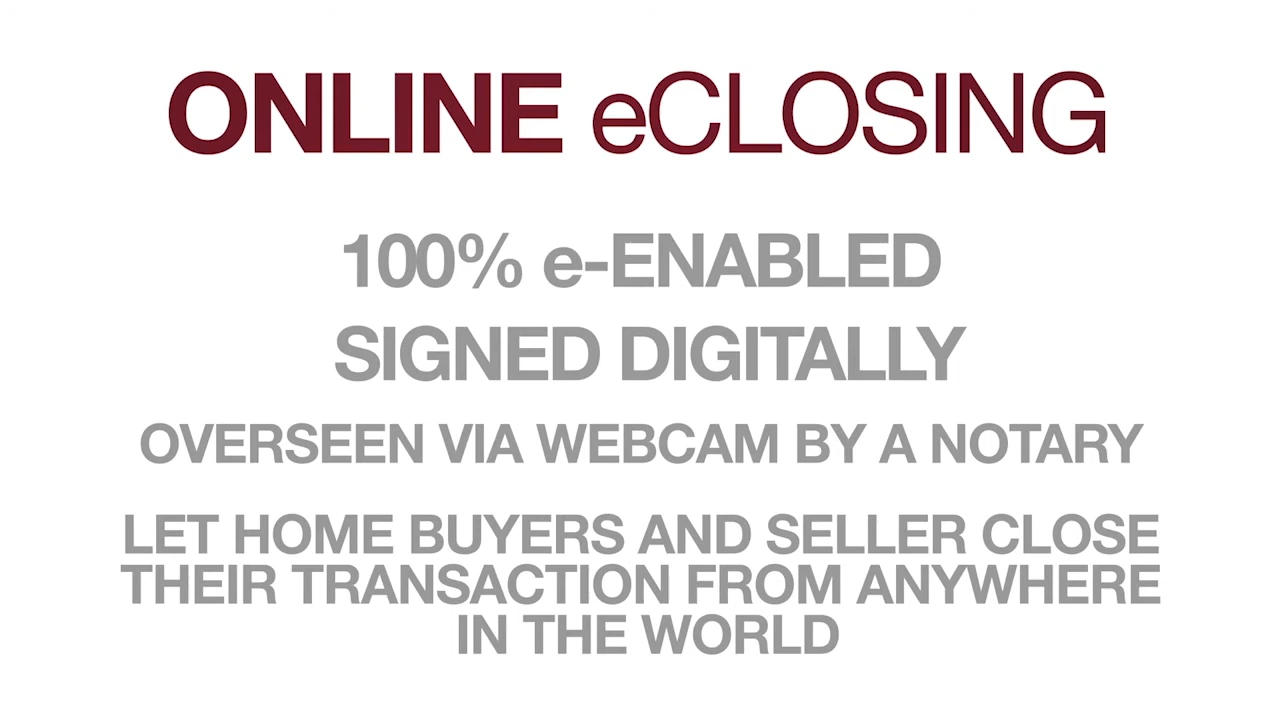 ONLINE eCLOSING
100% e-ENABLED
SIGNED DIGITALLY
OVERSEEN VIA WEBCAM BY A NOTARY
LET HOME BUYERS AND SELLER CLOSE
THEIR TRANSACTION FROM ANYWHERE
IN THE WORLD